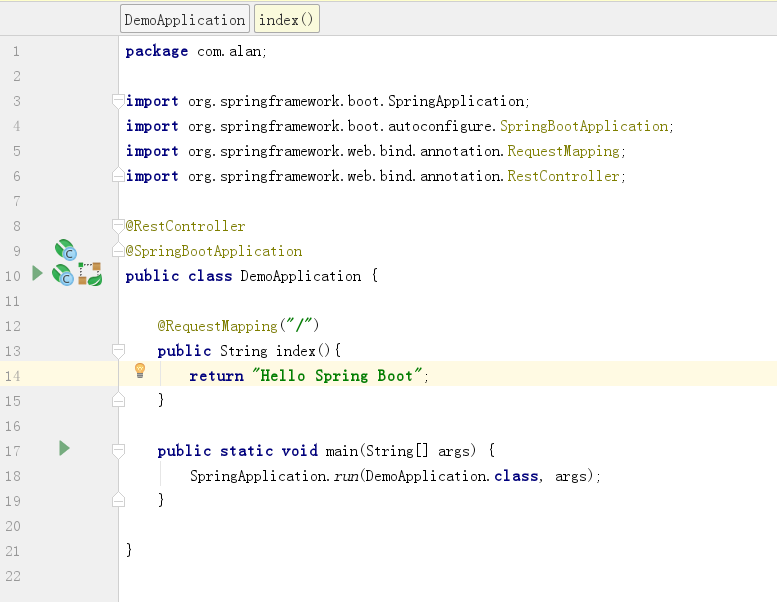 DemoApplication index()
1 package com.alan;
2
3 import org.springframework.boot.SpringApplication;
4 import org.springframework.boot.autoconfigure.SpringBootApplication;
5 import org.springframework.web.bind.annotation.RequestMapping;
6 import org.springframework.web.bind.annotation.RestController;
7
8 @RestController
9 @SpringBootApplication
10 public class DemoApplication {
11
12 @RequestMapping("/")
13 public String index(){
14 return "Hello Spring Boot";
15 }
16
17 public static void main(String[] args) {
18 SpringApplication.run(DemoApplication.class, args);
19 }
20
21 }
22